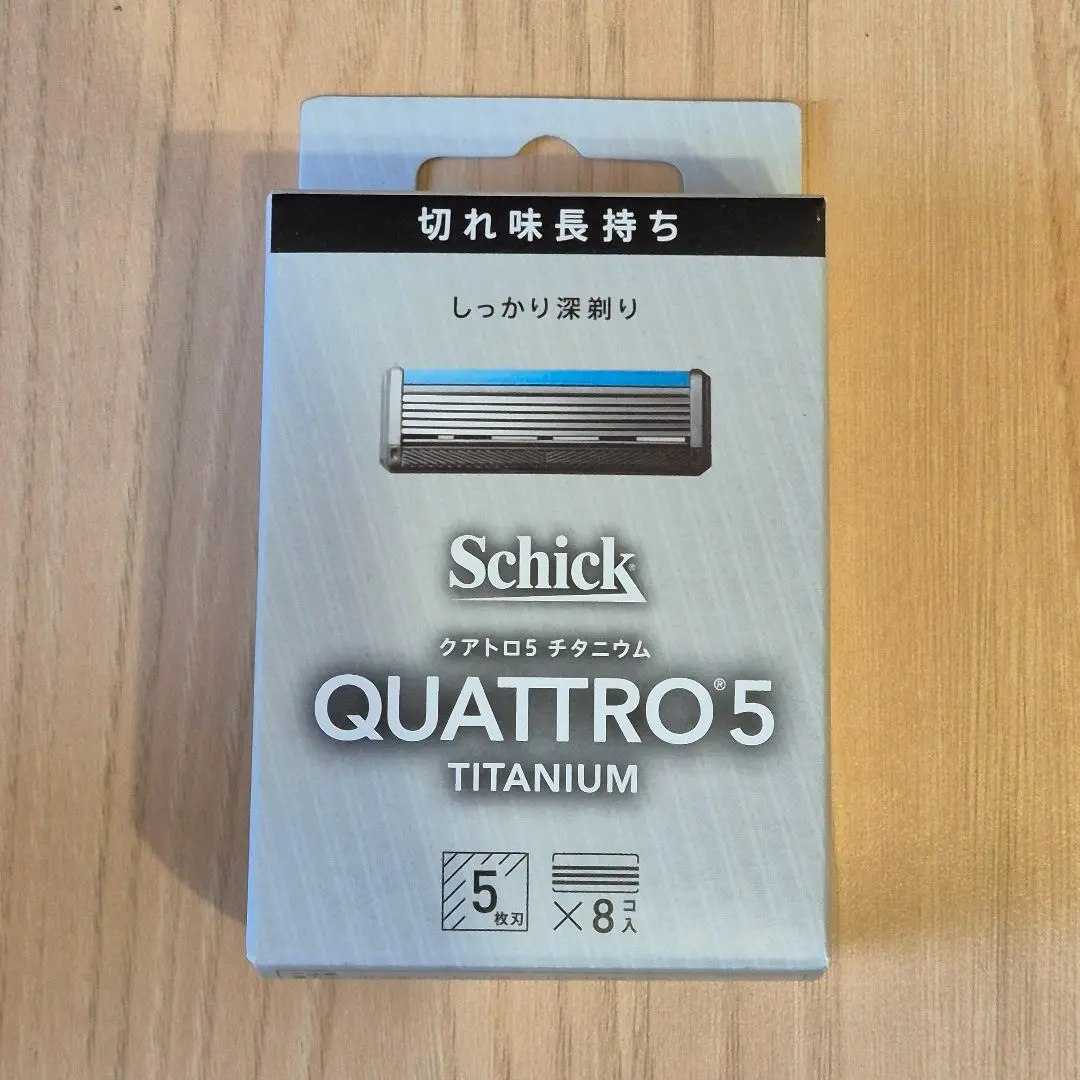 切れ味長持ち
しっかり深剃り
Schick®
クアトロ5 チタニウム
QUATTRO®5
TITANIUM
5枚刃
×8コ入